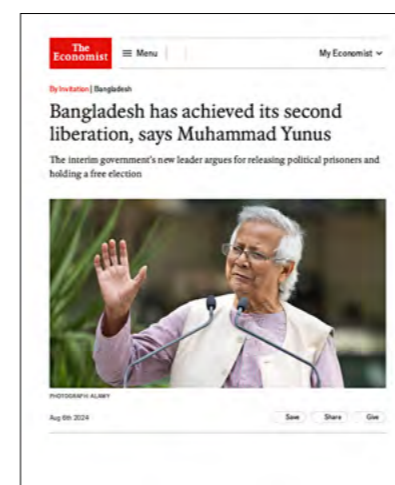 The
Economist
Menu
My Economist
By Invitation | Bangladesh
Bangladesh has achieved its second
liberation, says Muhammad Yunus
The interim government's new leader argues for releasing political prisoners and
holding a free election
PHOTOGRAPH: ALAMY
Aug 6th 2024
Save
Share
Give